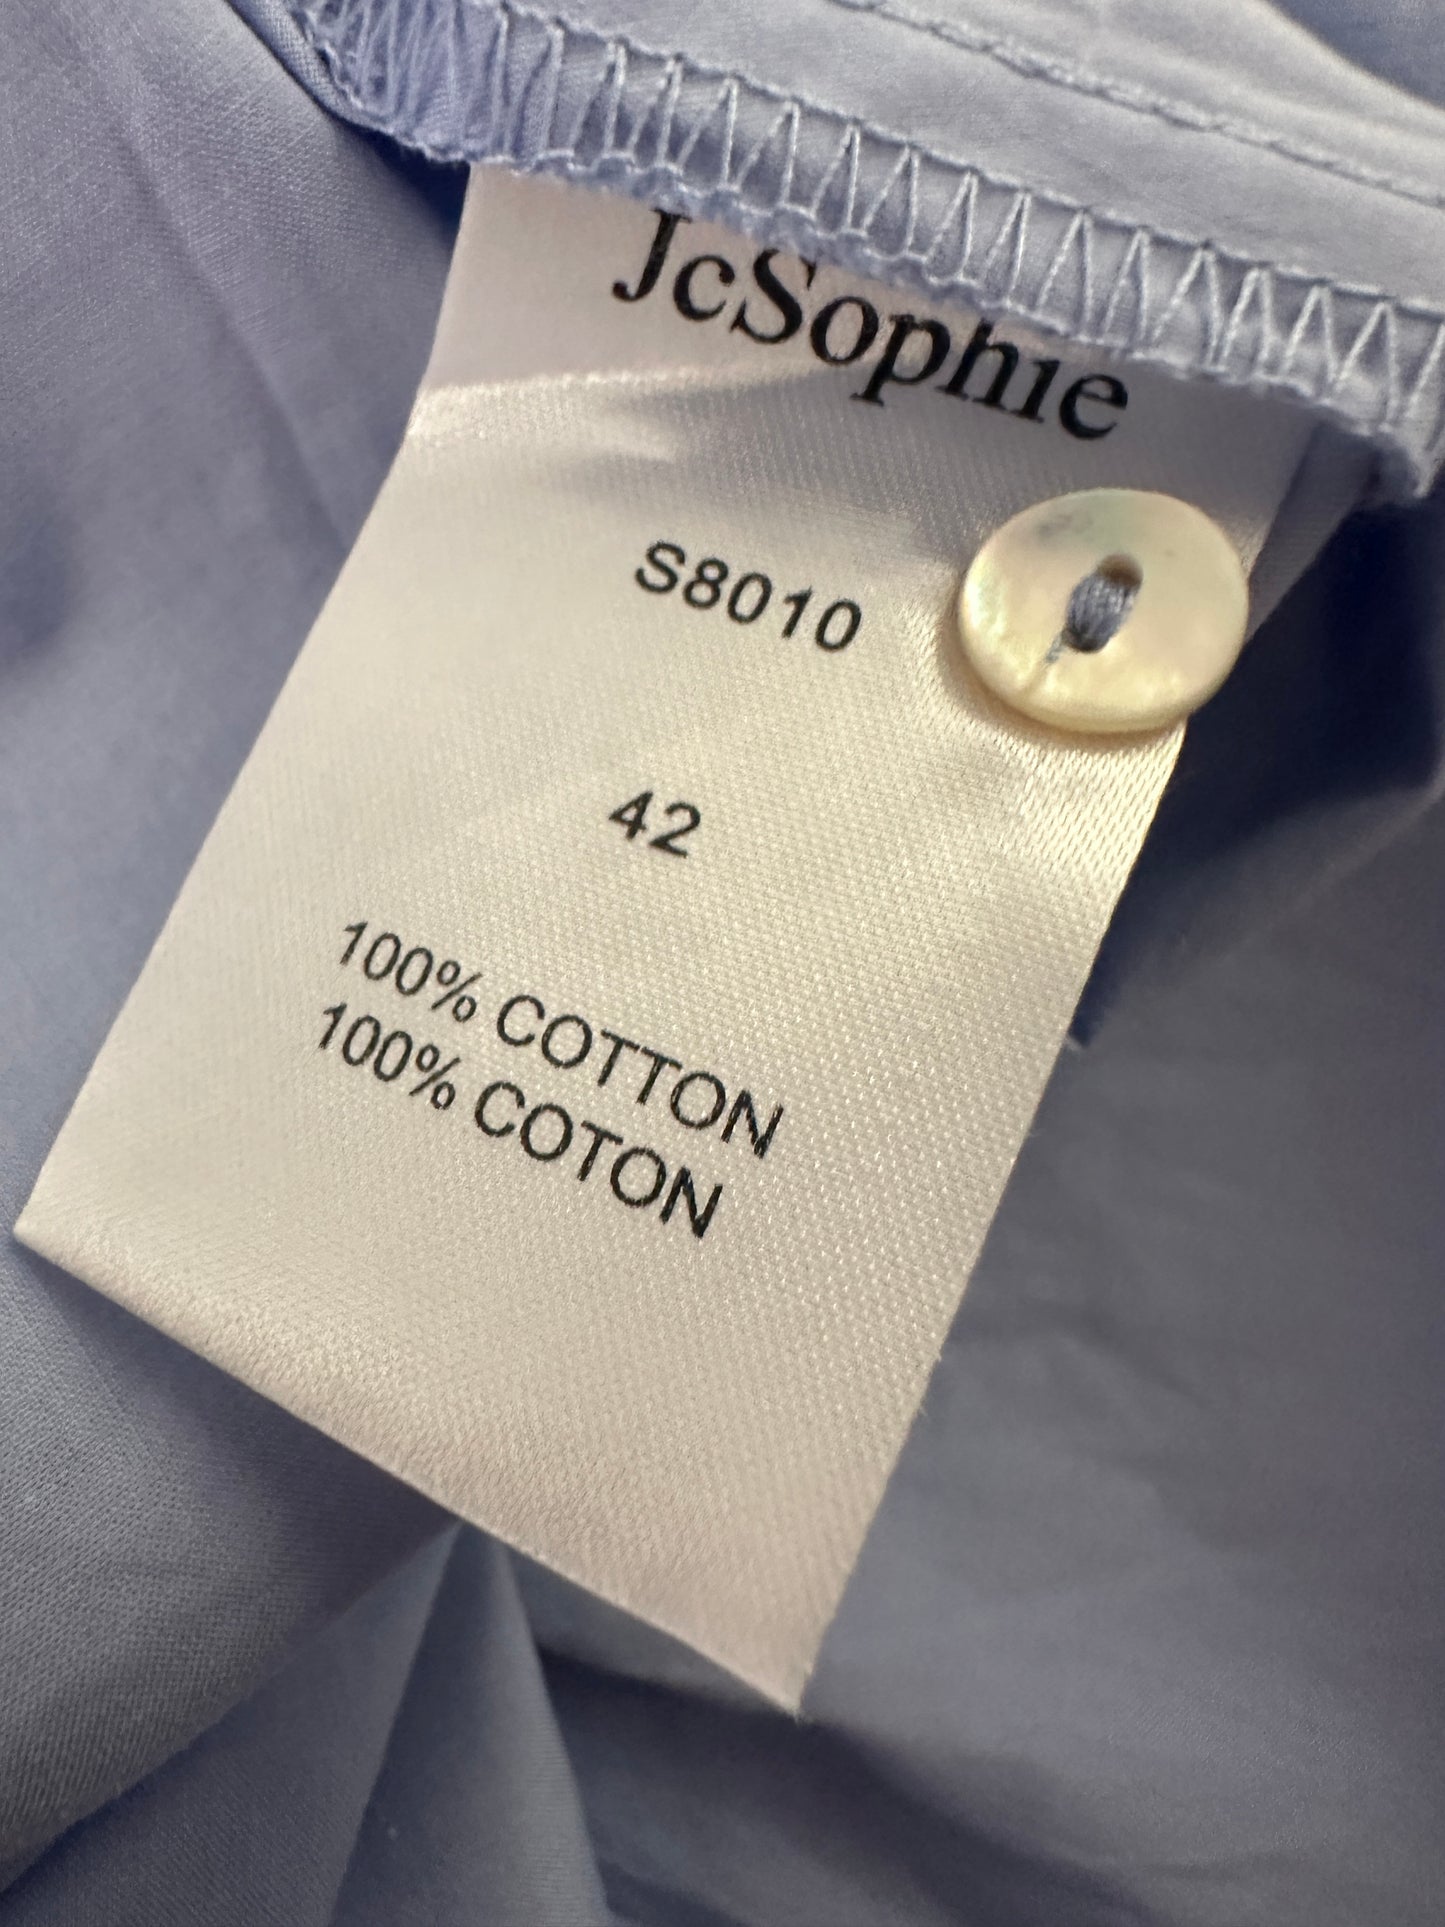 JcSophie
S8010
42
100% COTTON
100% COTON